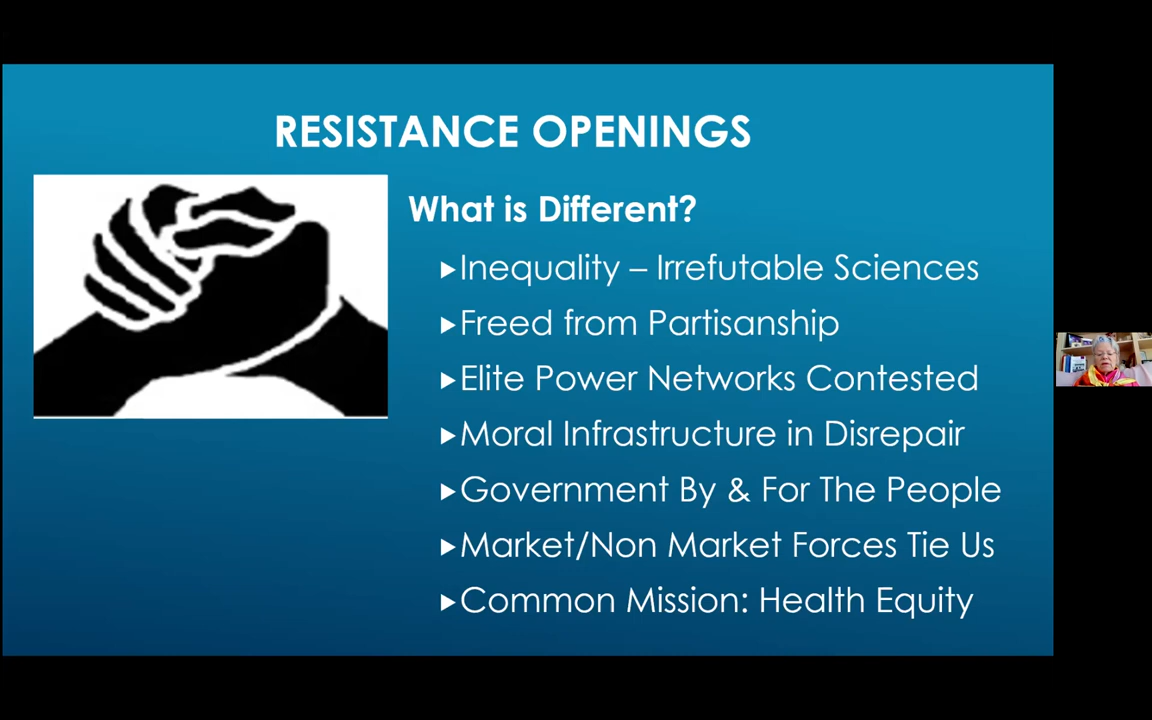 RESISTANCE OPENINGS
What is Different?
Inequality – Irrefutable Sciences
Freed from Partisanship
Elite Power Networks Contested
Moral Infrastructure in Disrepair
Government By & For The People
Market/Non Market Forces Tie Us
Common Mission: Health Equity